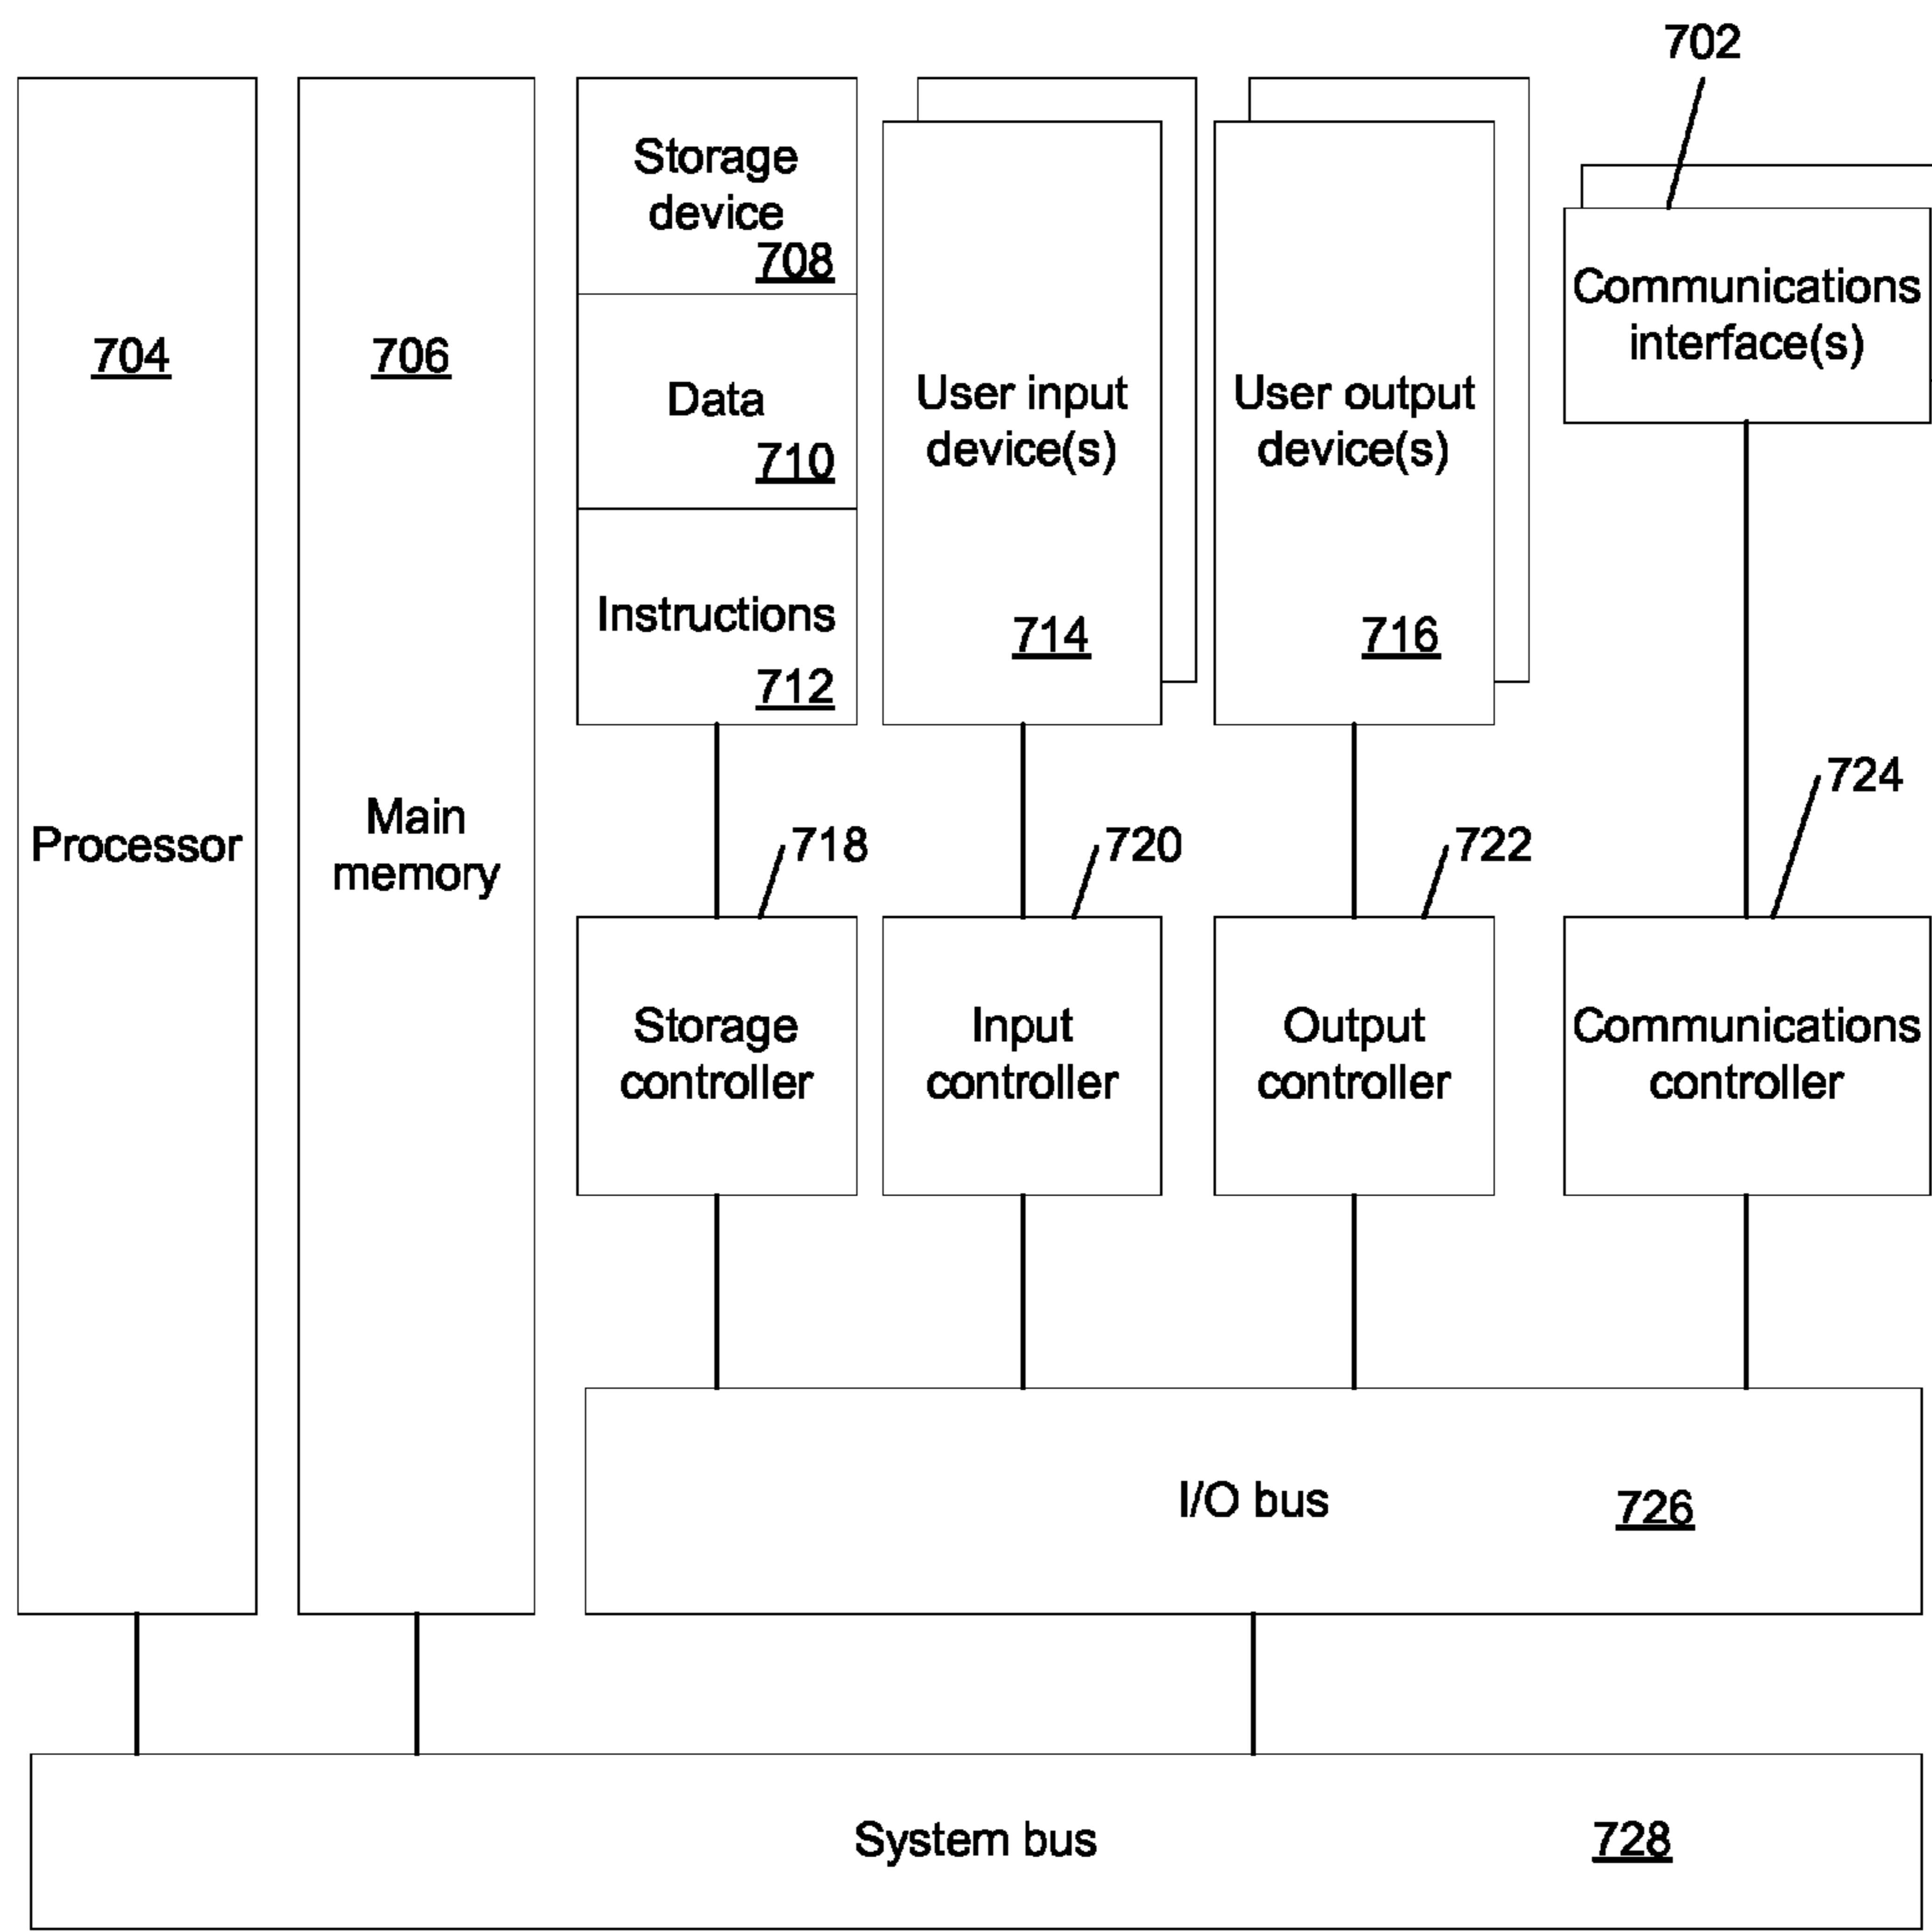 702
Storage
device
708
704
706
Communications
interface(s)
Data
710
User input
device(s)
714
User output
device(s)
716
Instructions
712
724
Processor
Main
memory
718
720
722
Storage
controller
Input
controller
Output
controller
Communications
controller
I/O bus
726
System bus
728